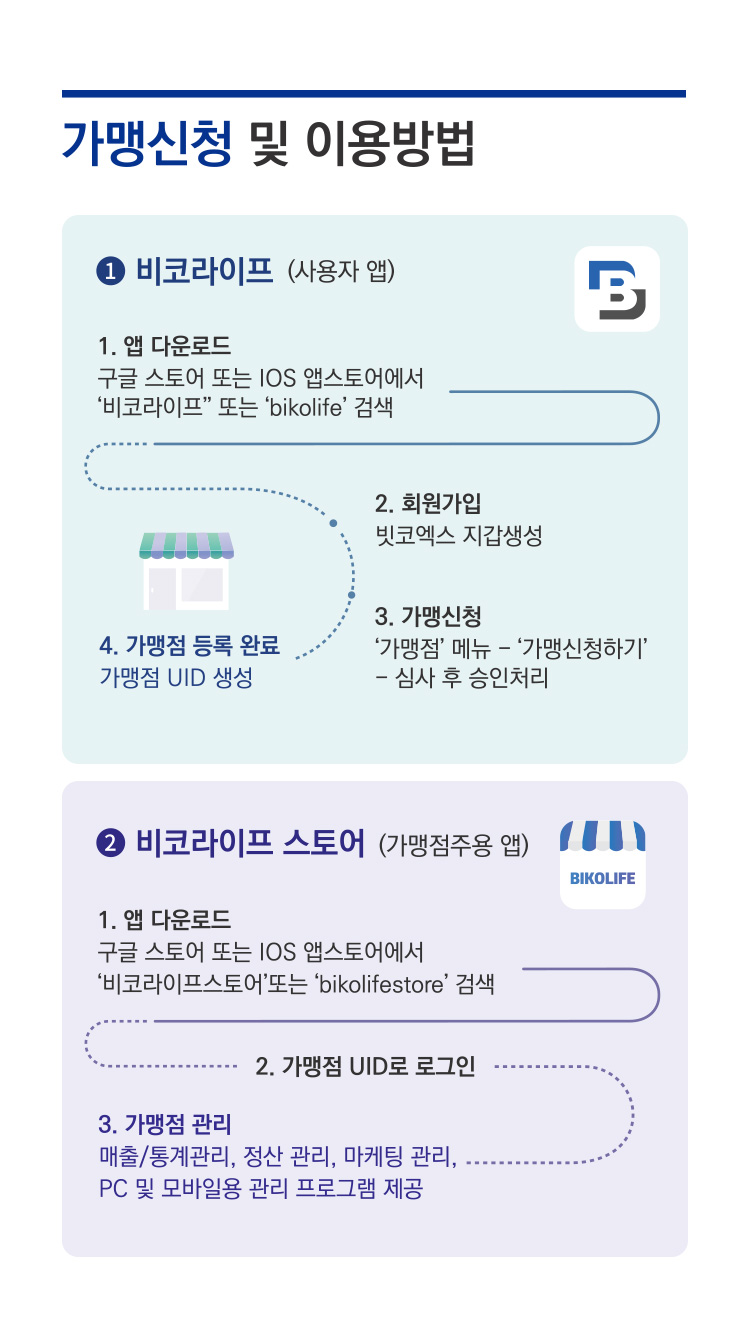 가맹신청 및 이용방법
1 비코라이프 (사용자 앱)
B
1. 앱 다운로드
구글 스토어 또는 IOS 앱스토어에서
‘비코라이프” 또는 ‘bikolife’ 검색
2. 회원가입
빗코엑스 지갑생성
3. 가맹신청
‘가맹점’ 메뉴 – ‘가맹신청하기’
– 심사 후 승인처리
4. 가맹점 등록 완료
가맹점 UID 생성
2 비코라이프 스토어 (가맹점주용 앱)
BIKOLIFE
1. 앱 다운로드
구글 스토어 또는 IOS 앱스토어에서
‘비코라이프스토어’또는 ‘bikolifestore’ 검색
2. 가맹점 UID로 로그인
3. 가맹점 관리
매출/통계관리, 정산 관리, 마케팅 관리,
PC 및 모바일용 관리 프로그램 제공